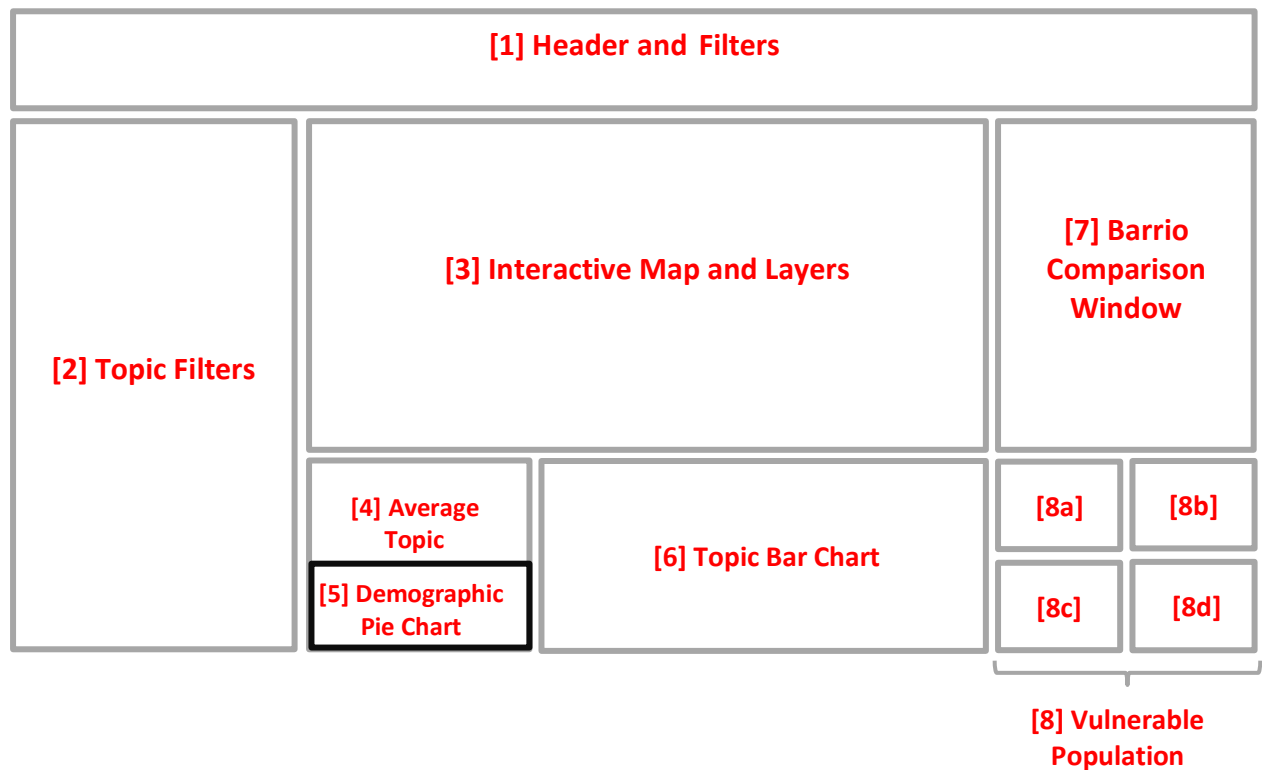 [1] Header and Filters
[2] Topic Filters
[3] Interactive Map and Layers
[7] Barrio
Comparison
Window
[4] Average
Topic
[5] Demographic
Pie Chart
[6] Topic Bar Chart
[8a]
[8b]
[8c]
[8d]
[8] Vulnerable
Population